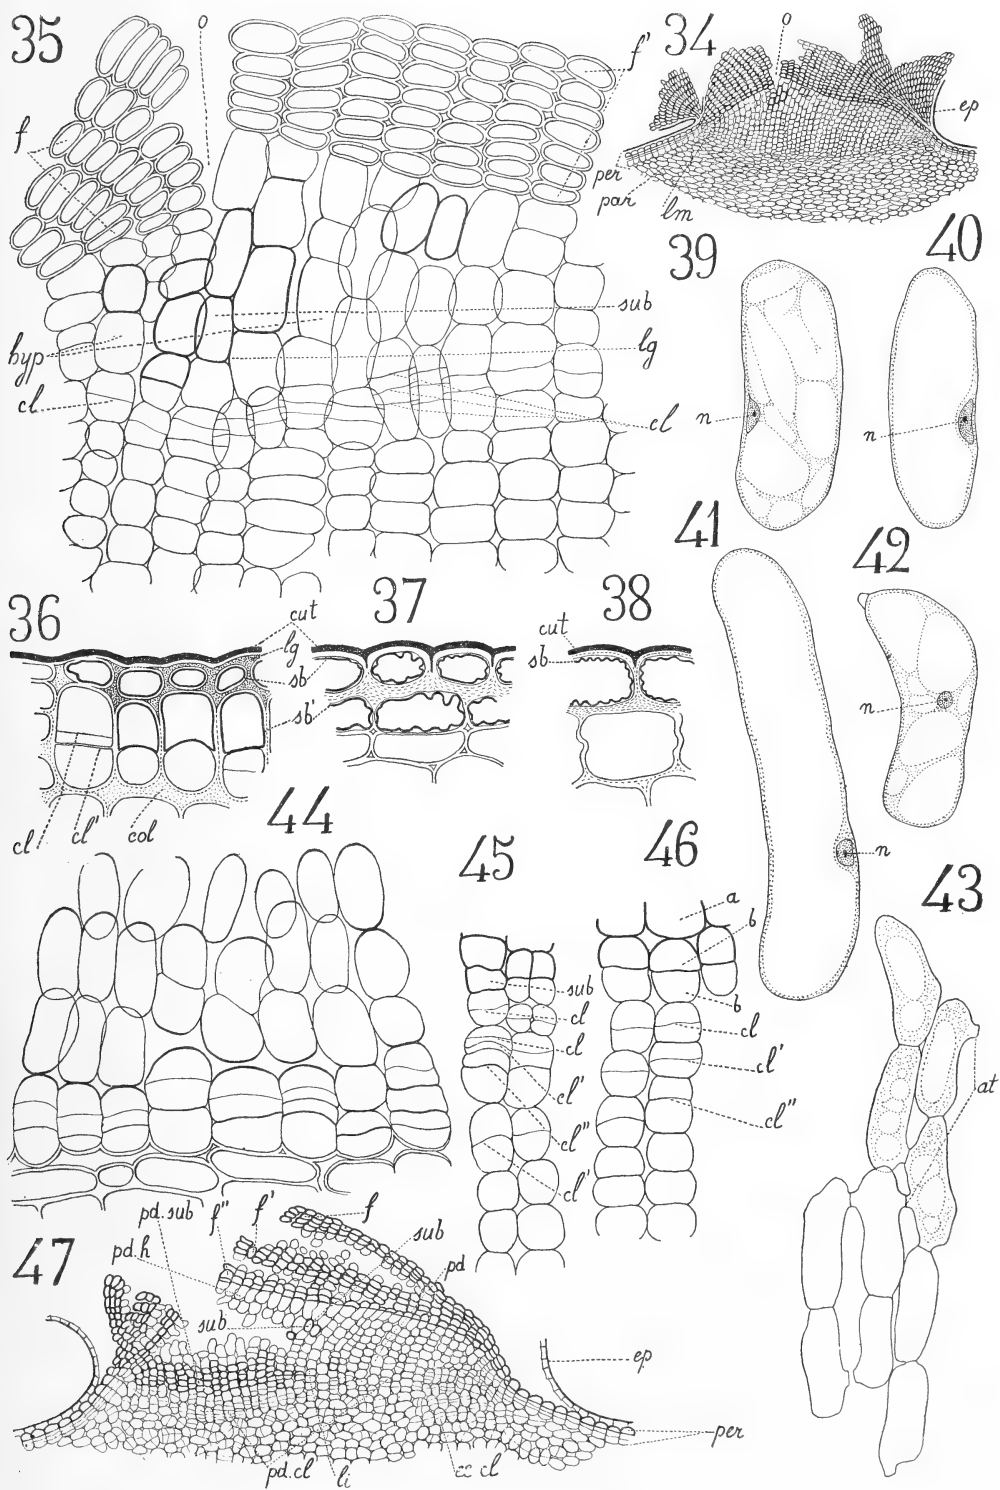 35
o
f
f'
sub
hyp
lg
cl
cl
34
o
ep
per
par
lm
39
n
40
n
36
cut
lg
sb
sb'
cl
cl'
col
37
38
cut
sb
41
n
42
n
43
at
44
45
sub
cl
cl
cl'
cl"
cl'
46
a
b
b
cl
cl'
cl"
47
pd.sub
f"
f'
f
sub
pd.h
pd
sub
ep
per
pd.cl
li
cl